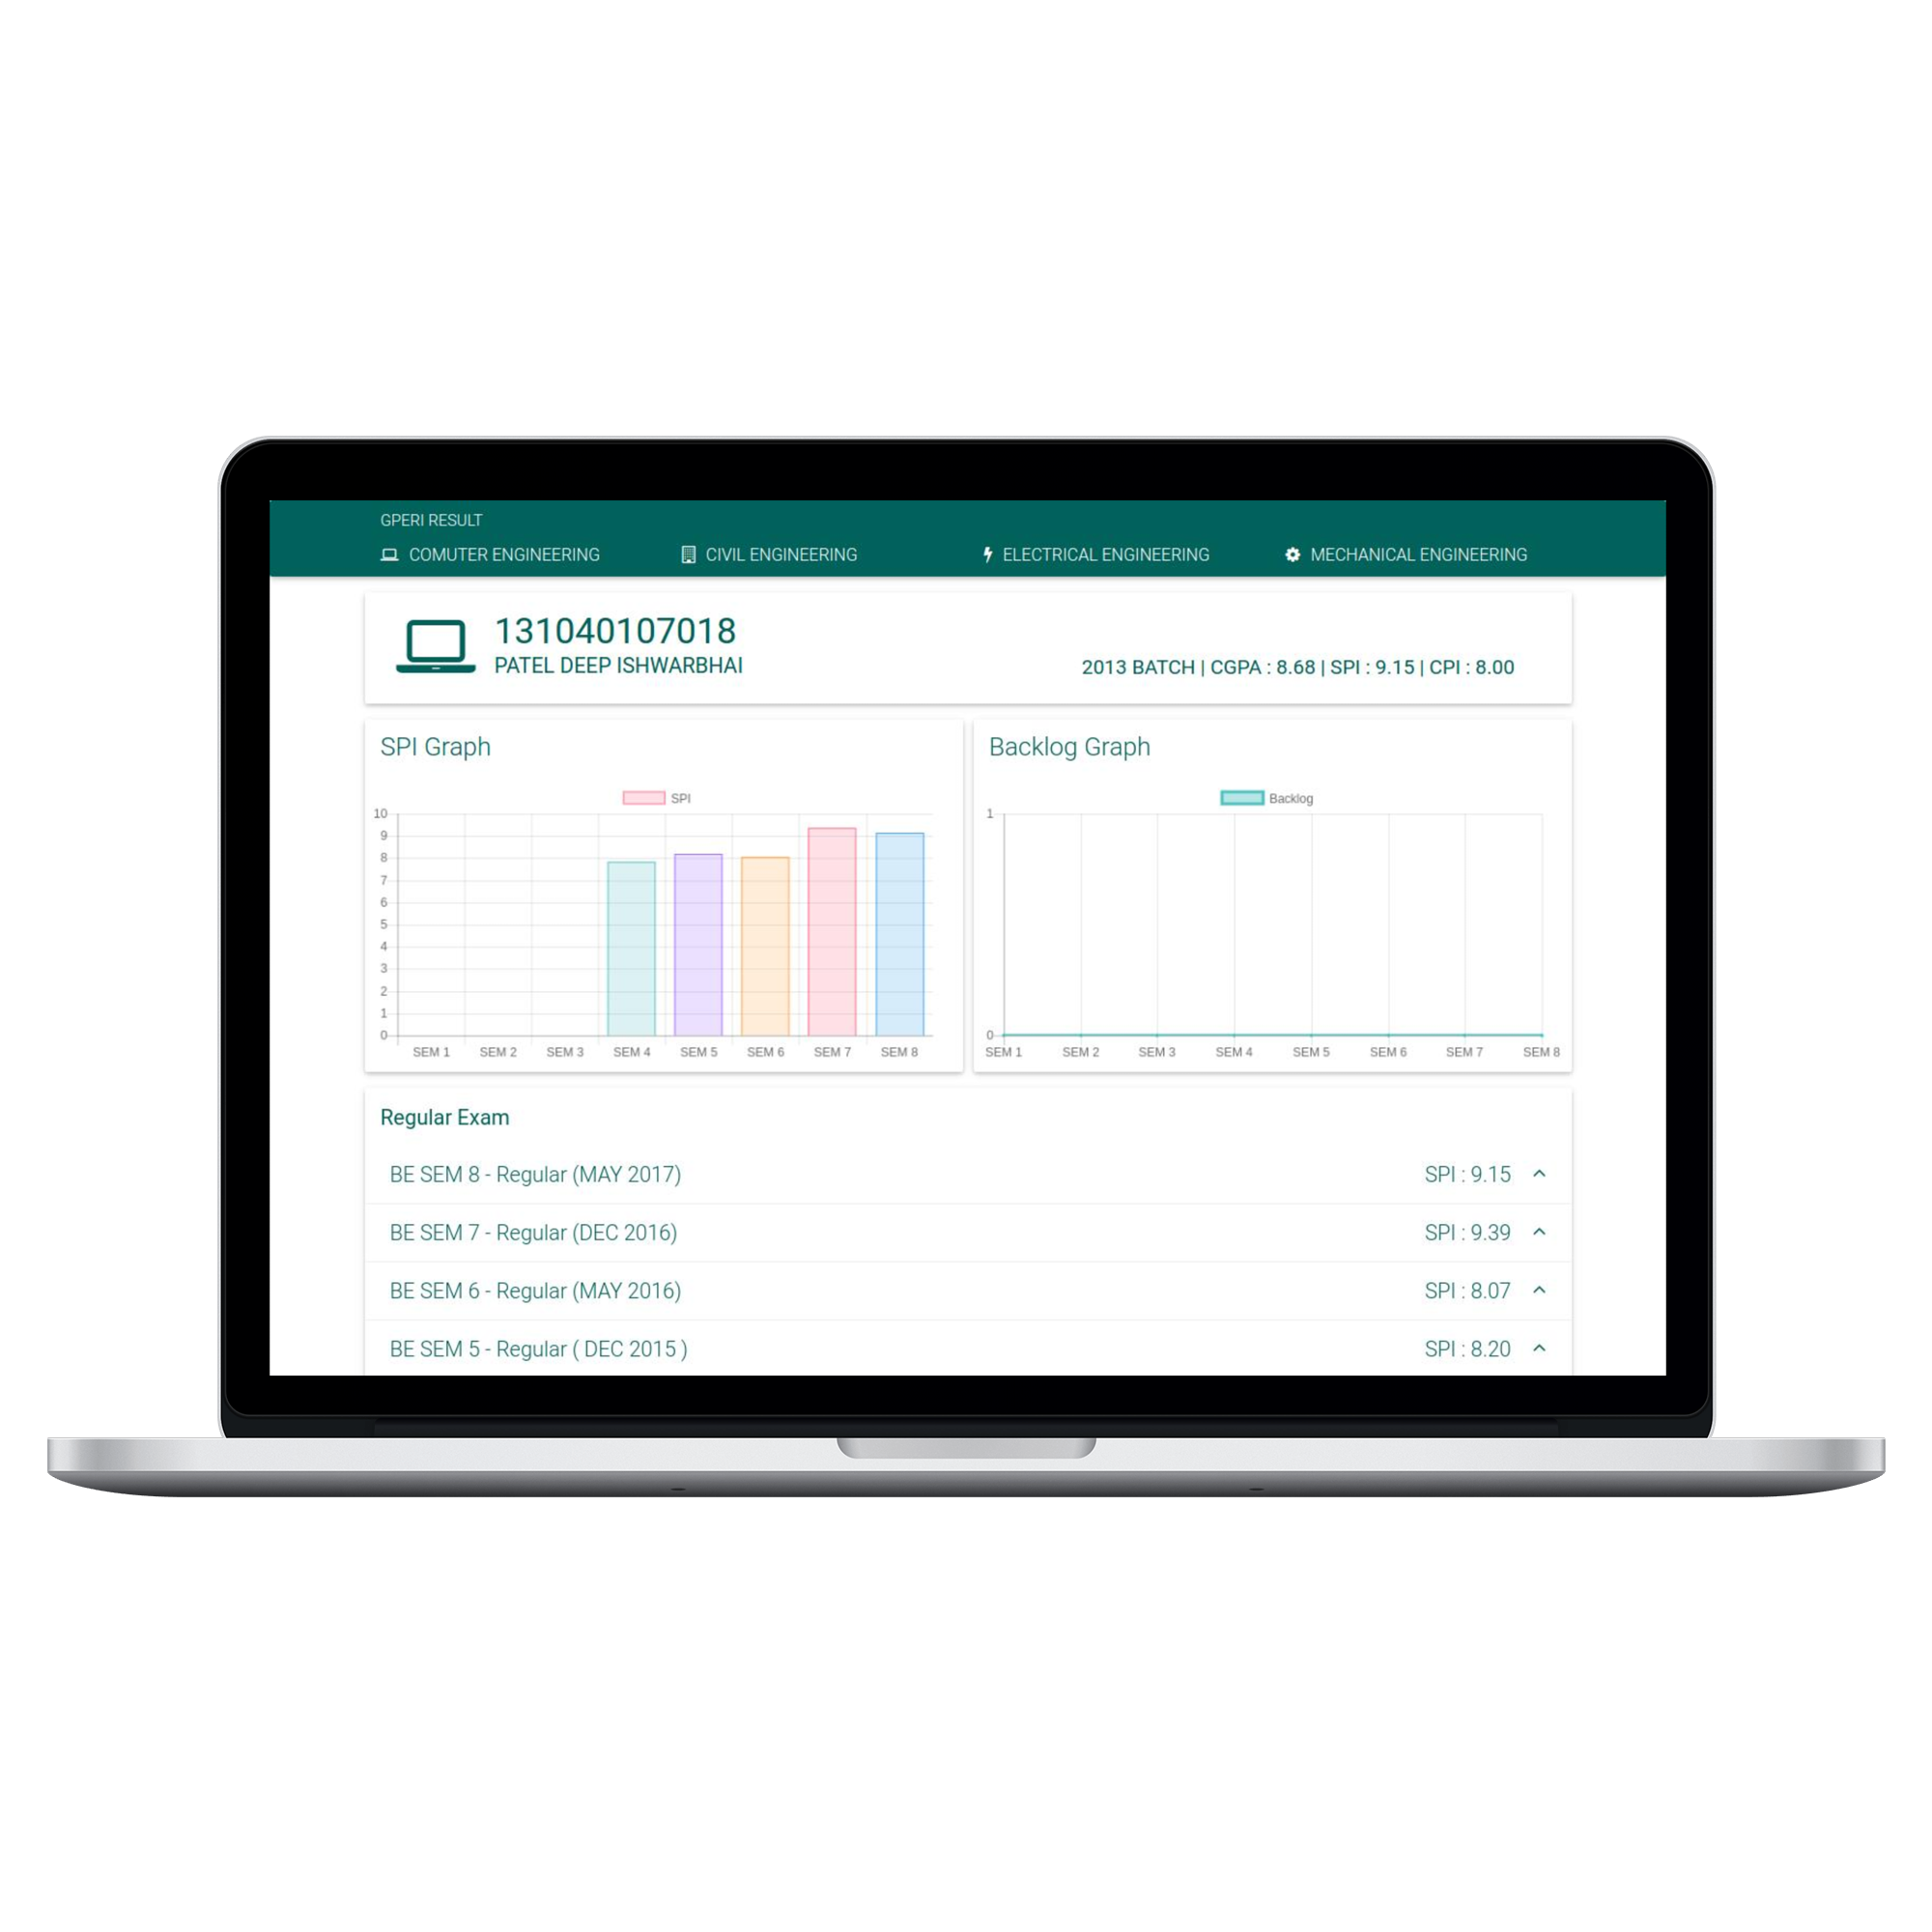 GPERI RESULT
COMUTER ENGINEERING CIVIL ENGINEERING ELECTRICAL ENGINEERING MECHANICAL ENGINEERING
131040107018
PATEL DEEP ISHWARBHAI
2013 BATCH | CGPA : 8.68 | SPI : 9.15 | CPI : 8.00
SPI Graph
SPI
10
9
8
7
6
5
4
3
2
1
0
SEM 1 SEM 2 SEM 3 SEM 4 SEM 5 SEM 6 SEM 7 SEM 8
Backlog Graph
Backlog
1
0
SEM 1 SEM 2 SEM 3 SEM 4 SEM 5 SEM 6 SEM 7 SEM 8
Regular Exam
BE SEM 8 - Regular (MAY 2017) SPI : 9.15
BE SEM 7 - Regular (DEC 2016) SPI : 9.39
BE SEM 6 - Regular (MAY 2016) SPI : 8.07
BE SEM 5 - Regular ( DEC 2015 ) SPI : 8.20